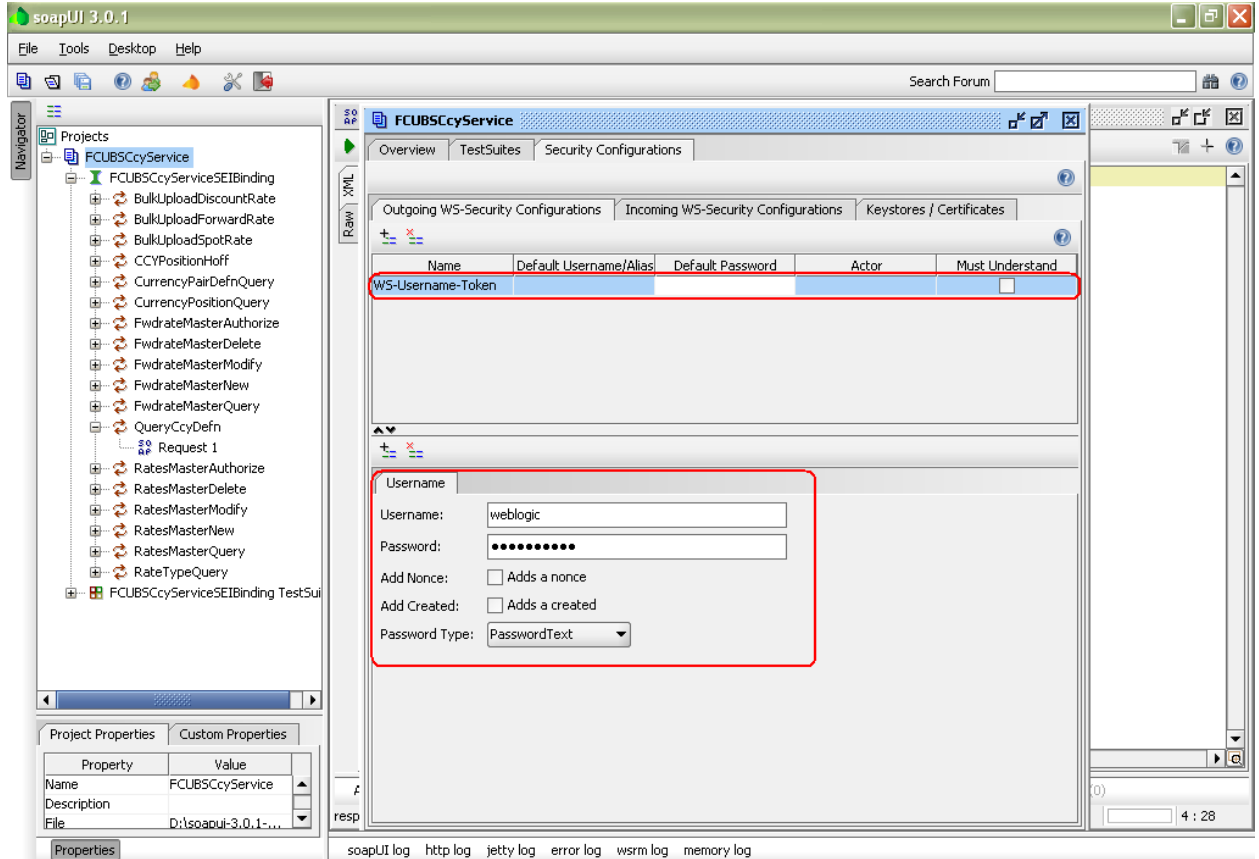 soapUI 3.0.1
File Tools Desktop Help
Search Forum
Navigator
Projects
FCUBSCcyService
FCUBSCcyServiceSEIBinding
BulkUploadDiscountRate
BulkUploadForwardRate
BulkUploadSpotRate
CCYPositionHoff
CurrencyPairDefnQuery
CurrencyPositionQuery
FwdrateMasterAuthorize
FwdrateMasterDelete
FwdrateMasterModify
FwdrateMasterNew
FwdrateMasterQuery
QueryCcyDefn
Request 1
RatesMasterAuthorize
RatesMasterDelete
RatesMasterModify
RatesMasterNew
RatesMasterQuery
RateTypeQuery
FCUBSCcyServiceSEIBinding TestSui
Project Properties Custom Properties
Property Value
Name FCUBSCcyService
Description
File D:\soapui-3.0.1-...
Properties
XML
Raw
FCUBSCcyService
Overview TestSuites Security Configurations
Outgoing WS-Security Configurations Incoming WS-Security Configurations Keystores / Certificates
Name Default Username/Alias Default Password Actor Must Understand
WS-Username-Token
Username
Username: weblogic
Password: ●●●●●●●●●●
Add Nonce: Adds a nonce
Add Created: Adds a created
Password Type: PasswordText
A
(0)
resp
4 : 28
soapUI log http log jetty log error log wsrm log memory log